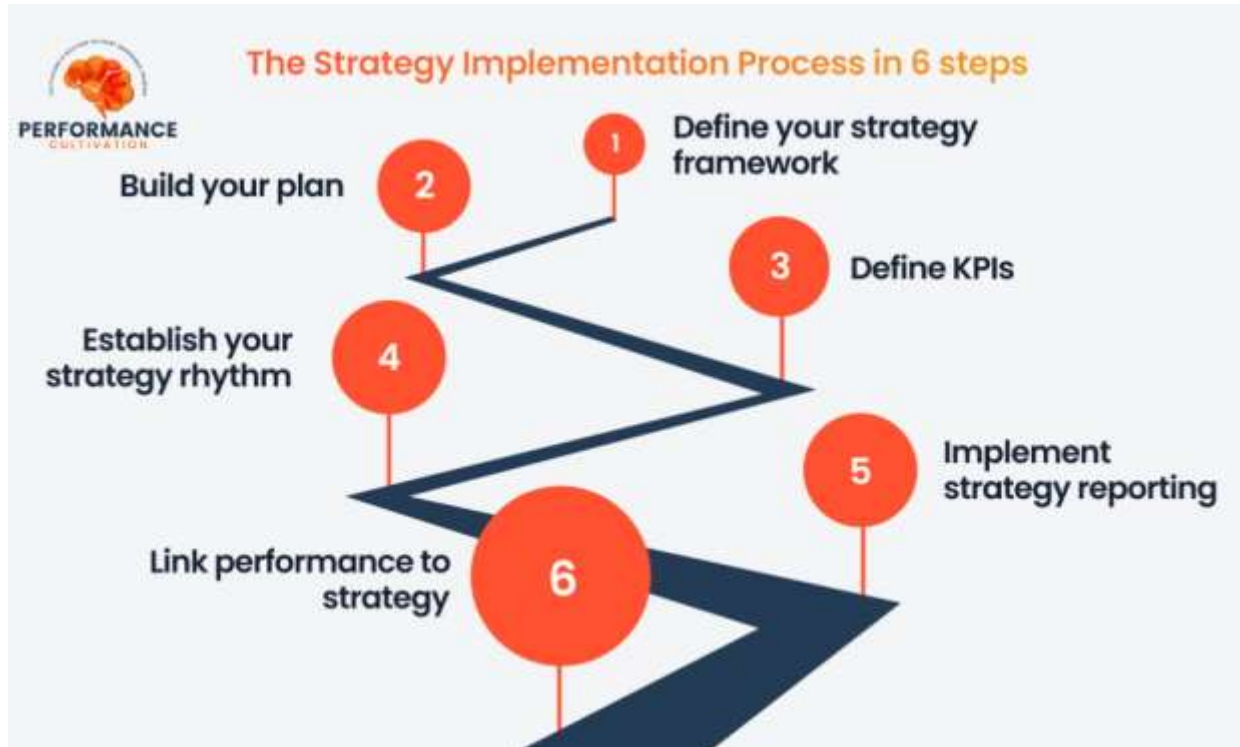 The Strategy Implementation Process in 6 steps
PERFORMANCE
CULTIVATION
1
Define your strategy
framework
2
Build your plan
3
Define KPIs
4
Establish your
strategy rhythm
5
Implement
strategy reporting
6
Link performance to
strategy